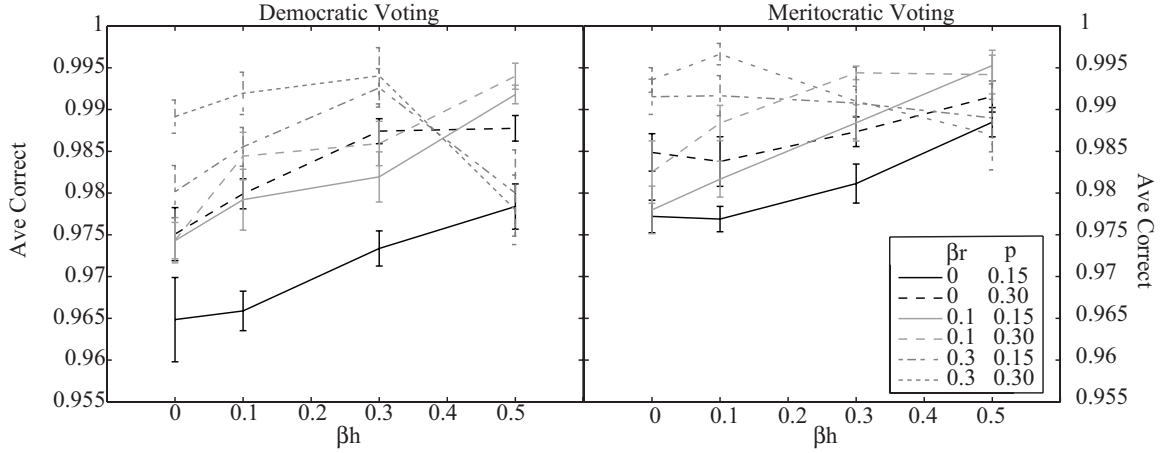 Democratic Voting
Meritocratic Voting
Ave Correct
1
0.995
0.99
0.985
0.98
0.975
0.97
0.965
0.96
0.955
0 0.1 0.2 0.3 0.4 0.5
βh
0 0.1 0.2 0.3 0.4 0.5
βh
1
0.995
0.99
0.985
0.98
0.975
0.97
0.965
0.96
0.955
Ave Correct
βr p
0 0.15
0 0.30
0.1 0.15
0.1 0.30
0.3 0.15
0.3 0.30